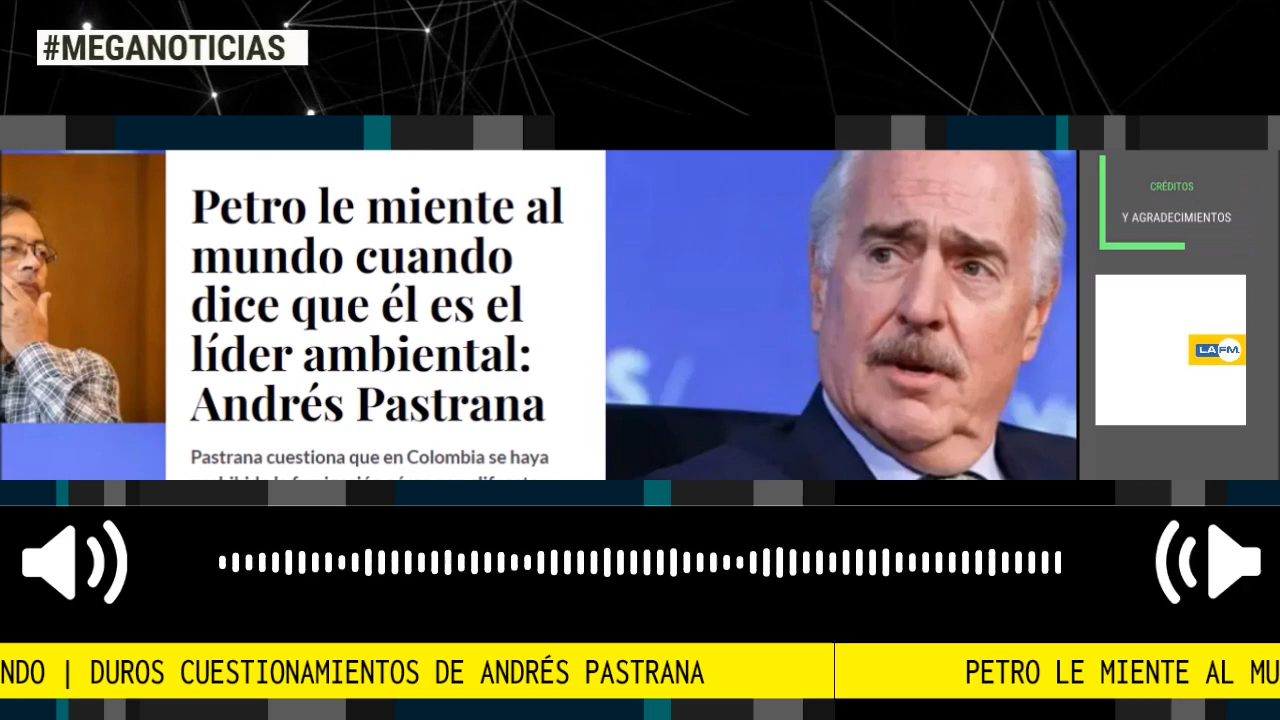 #MEGANOTICIAS
Petro le miente al
mundo cuando
dice que él es el
líder ambiental:
Andrés Pastrana
Pastrana cuestiona que en Colombia se haya
CRÉDITOS
Y AGRADECIMIENTOS
LA FM
NDO | DUROS CUESTIONAMIENTOS DE ANDRÉS PASTRANA
PETRO LE MIENTE AL MU